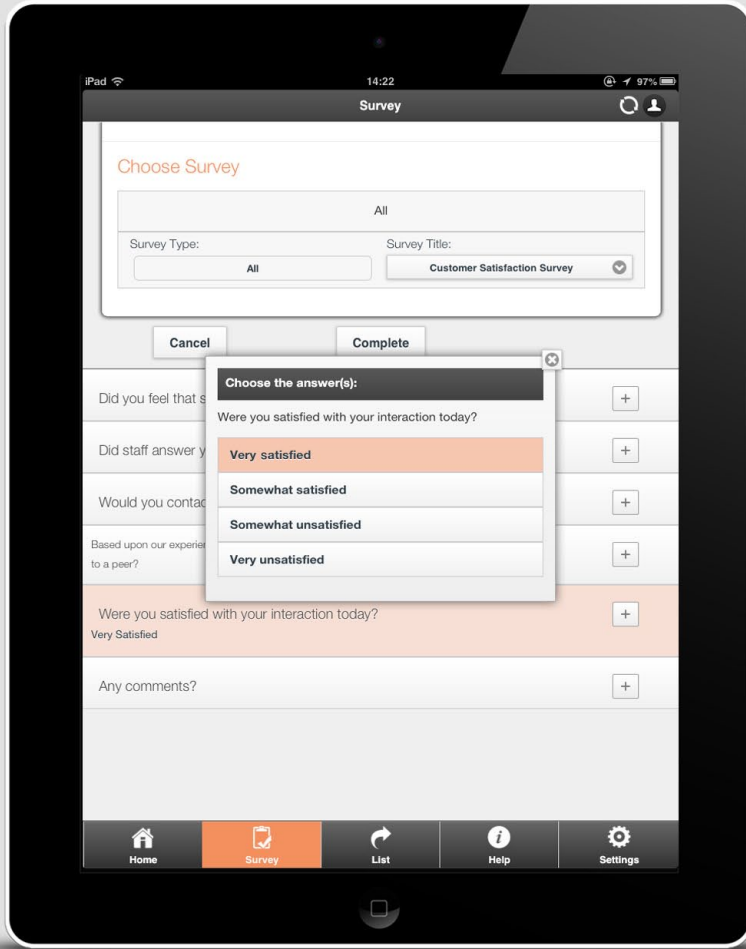 iPad 14:22 97%
Survey
Choose Survey
All
Survey Type: Survey Title:
All Customer Satisfaction Survey
Cancel Complete
Did you feel that s
Did staff answer y
Would you contac
Based upon our experien
to a peer?
Choose the answer(s):
Were you satisfied with your interaction today?
Very satisfied
Somewhat satisfied
Somewhat unsatisfied
Very unsatisfied
Were you satisfied with your interaction today?
Very Satisfied
Any comments?
Home Survey List Help Settings